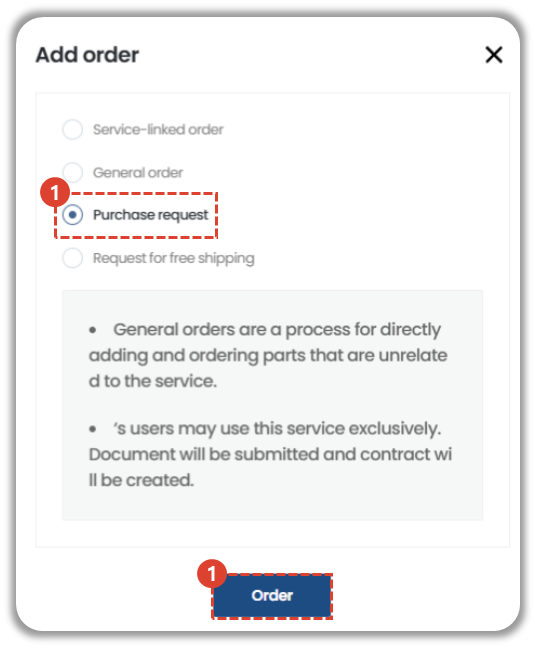 Add order
Service-linked order
General order
1
Purchase request
Request for free shipping
• General orders are a process for directly
adding and ordering parts that are unrelate
d to the service.
• ‘s users may use this service exclusively.
Document will be submitted and contract wi
ll be created.
1
Order